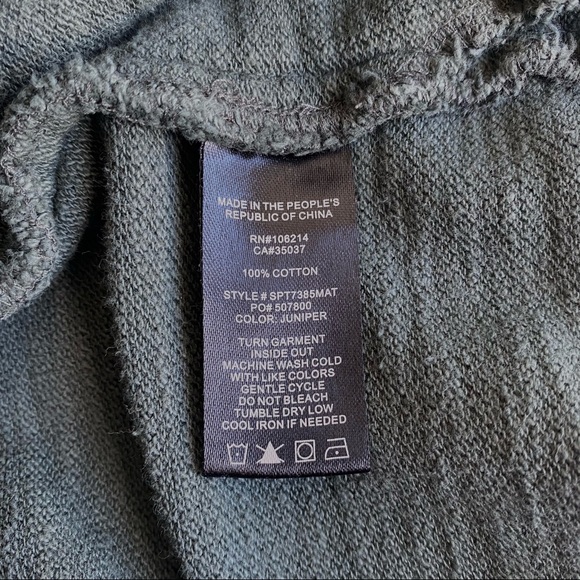 MADE IN THE PEOPLE'S
REPUBLIC OF CHINA
RN#106214
CA#35037
100% COTTON
STYLE # SPT7385MAT
PO# 507800
COLOR: JUNIPER
TURN GARMENT
INSIDE OUT
MACHINE WASH COLD
WITH LIKE COLORS
GENTLE CYCLE
DO NOT BLEACH
TUMBLE DRY LOW
COOL IRON IF NEEDED